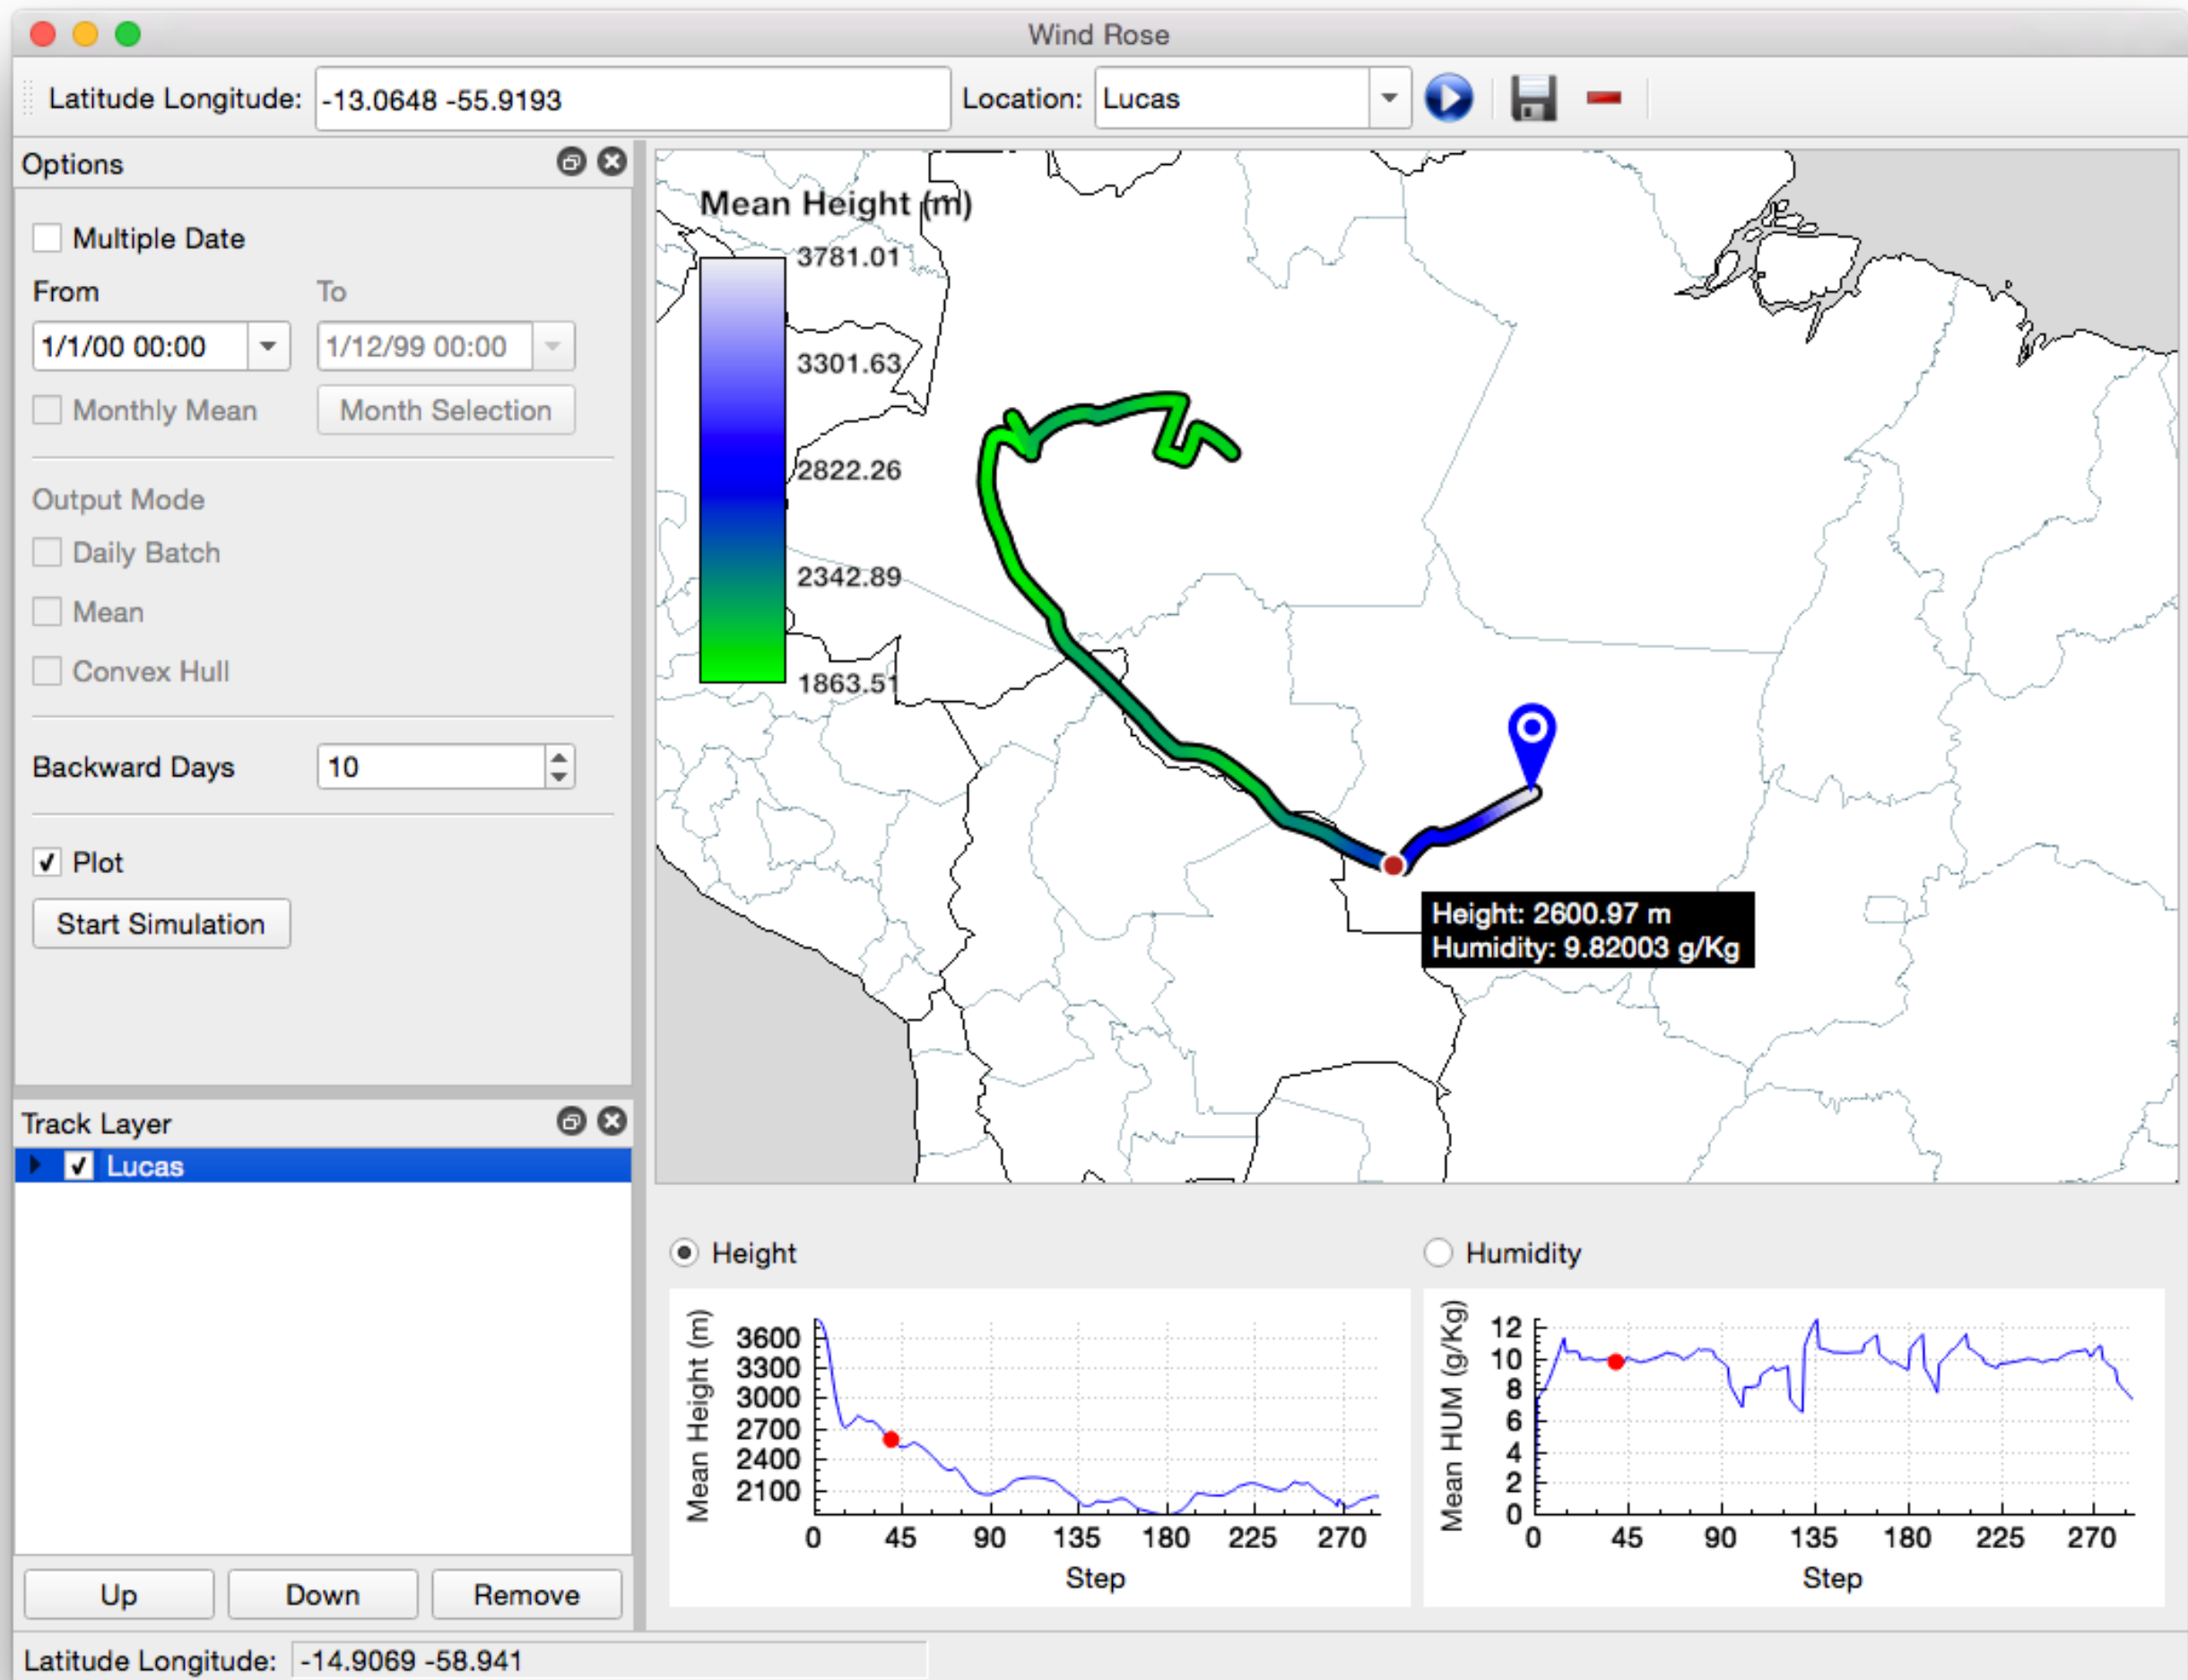 Wind Rose
Latitude Longitude: -13.0648 -55.9193 Location: Lucas
Options
Multiple Date
From To
1/1/00 00:00 1/12/99 00:00
Monthly Mean Month Selection
Output Mode
Daily Batch
Mean
Convex Hull
Backward Days 10
Plot
Start Simulation
Track Layer
Lucas
Up Down Remove
Mean Height (m)
3781.01
3301.63
2822.26
2342.89
1863.51
Height: 2600.97 m
Humidity: 9.82003 g/Kg
Height
Mean Height (m)
3600
3300
3000
2700
2400
2100
0 45 90 135 180 225 270
Step
Humidity
Mean HUM (g/Kg)
12
10
8
6
4
2
0
0 45 90 135 180 225 270
Step
Latitude Longitude: -14.9069 -58.941